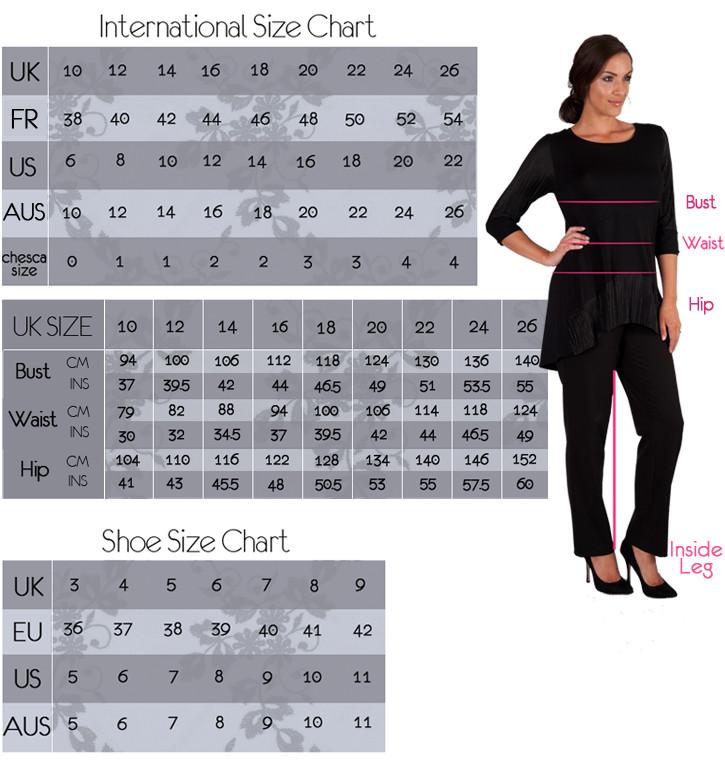 International Size Chart
UK 10 12 14 16 18 20 22 24 26
FR 38 40 42 44 46 48 50 52 54
US 6 8 10 12 14 16 18 20 22
AUS 10 12 14 16 18 20 22 24 26
chesca size 0 1 1 2 2 3 3 4 4
Bust
Waist
Hip
UK SIZE 10 12 14 16 18 20 22 24 26
Bust CM 94 100 106 112 118 124 130 136 140
INS 37 39.5 42 44 46.5 49 51 53.5 55
Waist CM 79 82 88 94 100 106 114 118 124
INS 30 32 34.5 37 39.5 42 44 46.5 49
Hip CM 104 110 116 122 128 134 140 146 152
INS 41 43 45.5 48 50.5 53 55 57.5 60
Inside
Leg
Shoe Size Chart
UK 3 4 5 6 7 8 9
EU 36 37 38 39 40 41 42
US 5 6 7 8 9 10 11
AUS 5 6 7 8 9 10 11